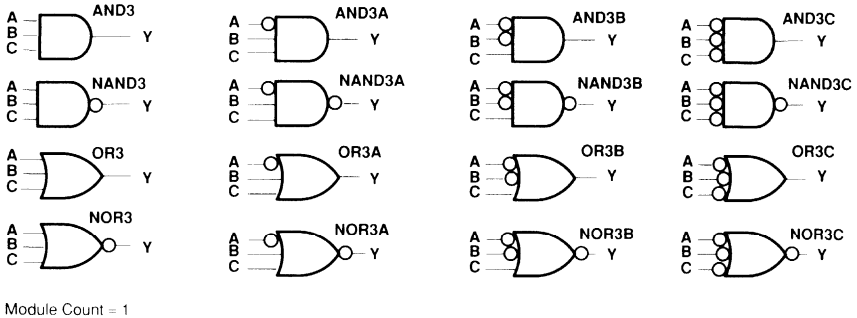 AND3
A
B
C
Y
AND3A
A
B
C
Y
AND3B
A
B
C
Y
AND3C
A
B
C
Y
NAND3
A
B
C
Y
NAND3A
A
B
C
Y
NAND3B
A
B
C
Y
NAND3C
A
B
C
Y
OR3
A
B
C
Y
OR3A
A
B
C
Y
OR3B
A
B
C
Y
OR3C
A
B
C
Y
NOR3
A
B
C
Y
NOR3A
A
B
C
Y
NOR3B
A
B
C
Y
NOR3C
A
B
C
Y
Module Count = 1